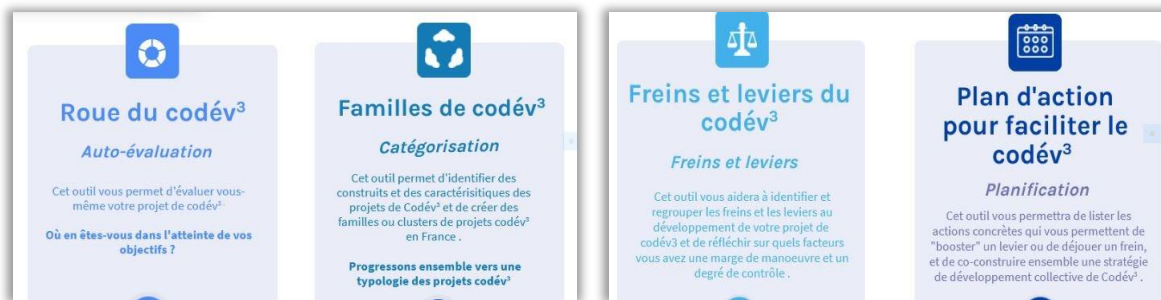 Roue du codév³
Auto-évaluation
Cet outil vous permet d'évaluer vous-
même votre projet de codév³
Où en êtes-vous dans l'atteinte de vos
objectifs ?
Familles de codév³
Catégorisation
Cet outil permet d'identifier des
construits et des caractérisitiques des
projets de Codév³ et de créer des
familles ou clusters de projets codév³
en France .
Progressons ensemble vers une
typologie des projets codév³
Freins et leviers du
codév³
Freins et leviers
Cet outil vous aidera à identifier et
regrouper les freins et les leviers au
développement de votre projet de
codév3 et de réfléchir sur quels facteurs
vous avez une marge de manoeuvre et un
degré de contrôle .
Plan d'action
pour faciliter le
codév³
Planification
Cet outil vous permettra de lister les
actions concrètes qui vous permettent de
"booster" un levier ou de déjouer un frein,
et de co-construire ensemble une stratégie
de développement collective de Codév³ .